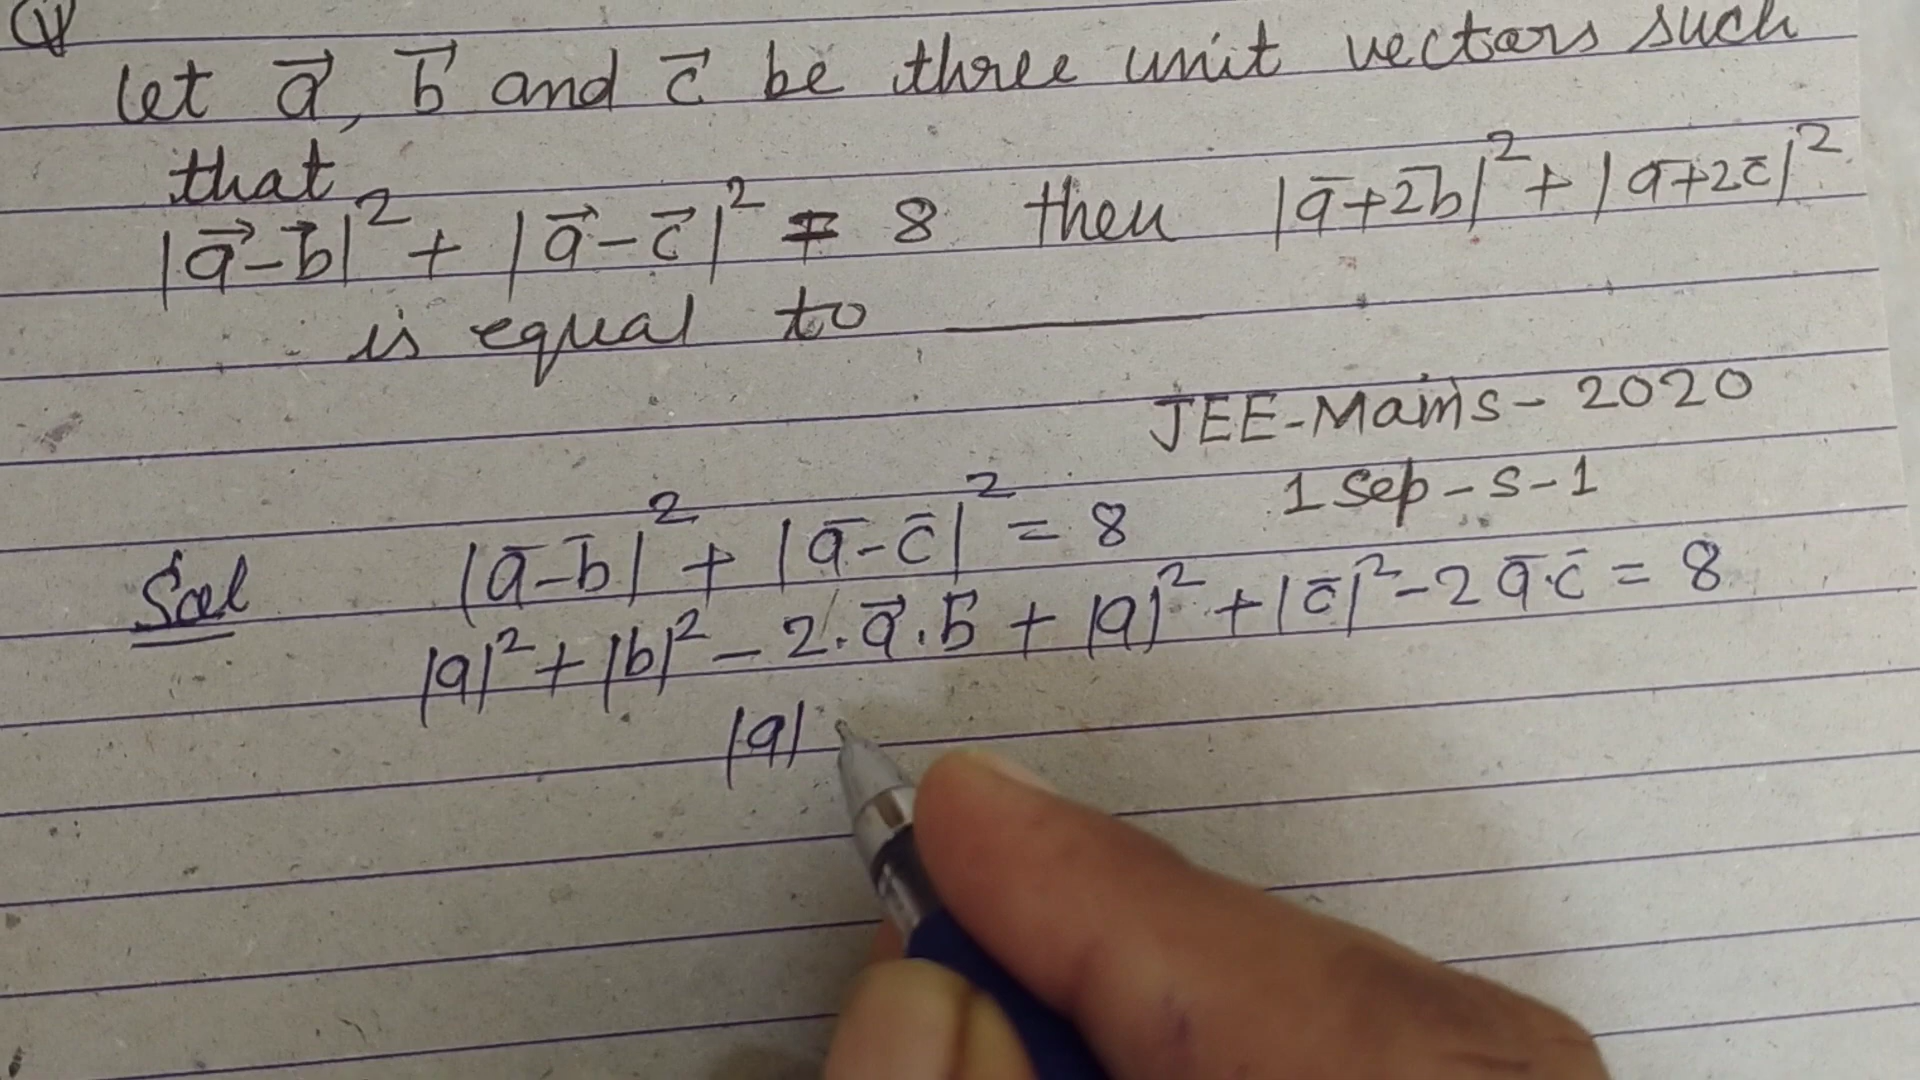 Q
Let a⃗, b⃗ and c⃗ be three unit vectors such
that
|a⃗-b⃗|² + |a⃗-c⃗|² = 8 then |a̅+2b̅|² + |a̅+2c̅|²
is equal to ______
JEE-Mains-2020
1 Sep-S-1
Sol |a̅-b̅|² + |a̅-c̅|² = 8
|a|² + |b|² - 2.a⃗.b̅ + |a|² + |c̅|² - 2 a̅.c̅ = 8
|a|